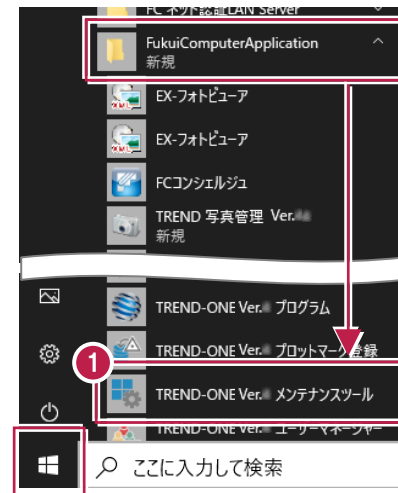 FC ネット認証LAN Server
FukuiComputerApplication
新規
EX-フォトビューア
EX-フォトビューア
FCコンシェルジュ
TREND 写真管理 Ver.
新規
TREND-ONE Ver. プログラム
TREND-ONE Ver. プロットマーク登録
1
TREND-ONE Ver. メンテナンスツール
TREND-ONE Ver. ユーザーマネージャー
ここに入力して検索